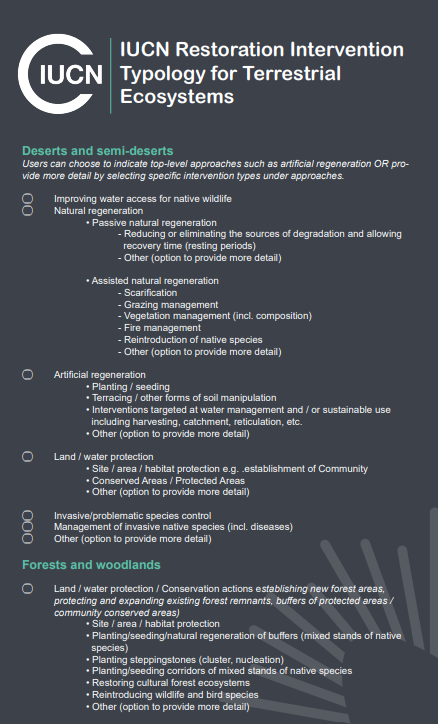 IUCN
IUCN Restoration Intervention
Typology for Terrestrial
Ecosystems
Deserts and semi-deserts
Users can choose to indicate top-level approaches such as artificial regeneration OR pro-
vide more detail by selecting specific intervention types under approaches.
Improving water access for native wildlife
Natural regeneration
• Passive natural regeneration
- Reducing or eliminating the sources of degradation and allowing
recovery time (resting periods)
- Other (option to provide more detail)
• Assisted natural regeneration
- Scarification
- Grazing management
- Vegetation management (incl. composition)
- Fire management
- Reintroduction of native species
- Other (option to provide more detail)
Artificial regeneration
• Planting / seeding
• Terracing / other forms of soil manipulation
• Interventions targeted at water management and / or sustainable use
including harvesting, catchment, reticulation, etc.
• Other (option to provide more detail)
Land / water protection
• Site / area / habitat protection e.g. .establishment of Community
• Conserved Areas / Protected Areas
• Other (option to provide more detail)
Invasive/problematic species control
Management of invasive native species (incl. diseases)
Other (option to provide more detail)
Forests and woodlands
Land / water protection / Conservation actions establishing new forest areas,
protecting and expanding existing forest remnants, buffers of protected areas /
community conserved areas)
• Site / area / habitat protection
• Planting/seeding/natural regeneration of buffers (mixed stands of native
species)
• Planting steppingstones (cluster, nucleation)
• Planting/seeding corridors of mixed stands of native species
• Restoring cultural forest ecosystems
• Reintroducing wildlife and bird species
• Other (option to provide more detail)